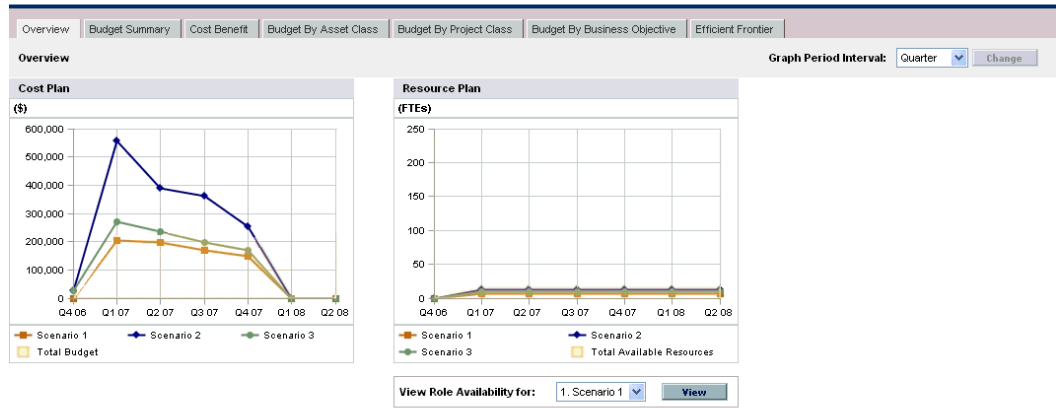 Overview Budget Summary Cost Benefit Budget By Asset Class Budget By Project Class Budget By Business Objective Efficient Frontier
Overview Graph Period Interval: Quarter Change
Cost Plan
($)
600,000
500,000
400,000
300,000
200,000
100,000
0
Q4 06 Q1 07 Q2 07 Q3 07 Q4 07 Q1 08 Q2 08
Scenario 1 Scenario 2 Scenario 3
Total Budget
Resource Plan
(FTEs)
250
200
150
100
50
0
Q4 06 Q1 07 Q2 07 Q3 07 Q4 07 Q1 08 Q2 08
Scenario 1 Scenario 2
Scenario 3 Total Available Resources
View Role Availability for: 1. Scenario 1 View